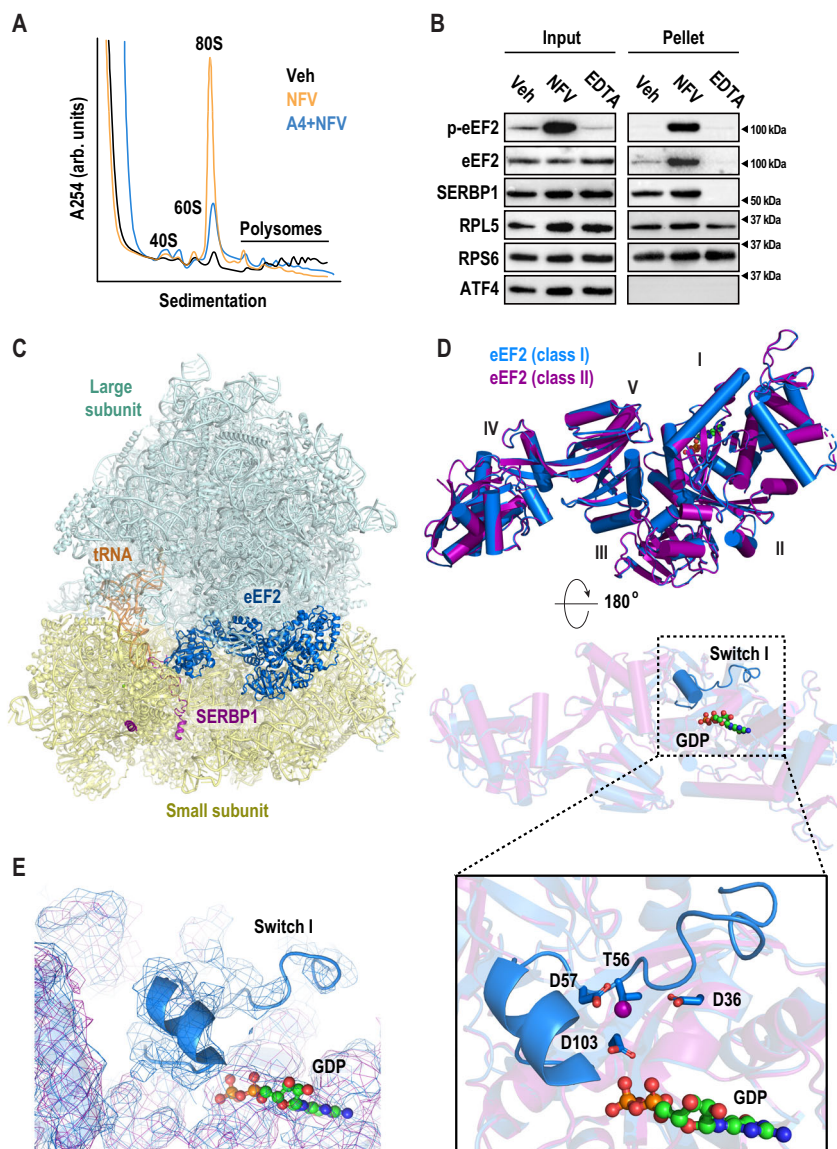 A
A254 (arb. units)
80S
Veh
NFV
A4+NFV
60S
40S
Polysomes
Sedimentation
B
Input
Pellet
Veh
NFV
EDTA
Veh
NFV
EDTA
p-eEF2
◄100 kDa
eEF2
◄100 kDa
SERBP1
◄50 kDa
RPL5
◄37 kDa
RPS6
◄37 kDa
ATF4
◄37 kDa
C
Large
subunit
tRNA
eEF2
SERBP1
Small subunit
D
eEF2 (class I)
eEF2 (class II)
I
V
IV
III
II
180°
Switch I
GDP
T56
D57
D36
D103
GDP
E
Switch I
GDP